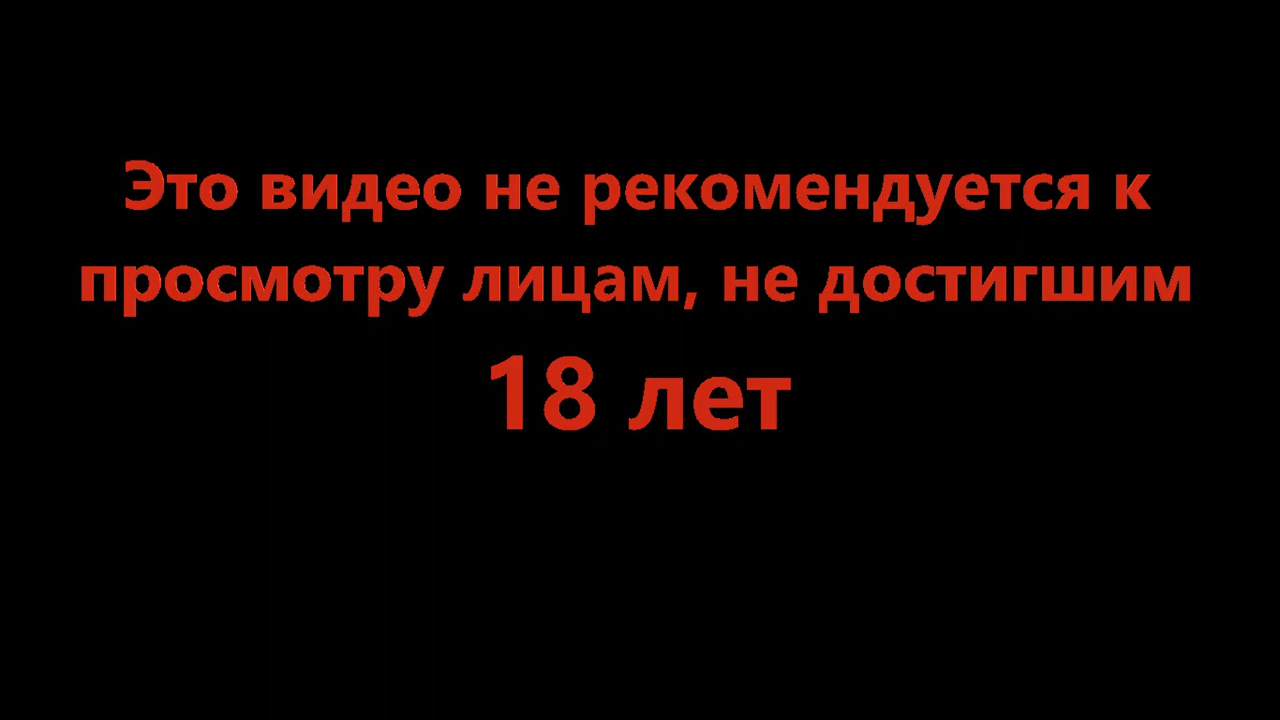 Это видео не рекомендуется к
просмотру лицам, не достигшим
18 лет